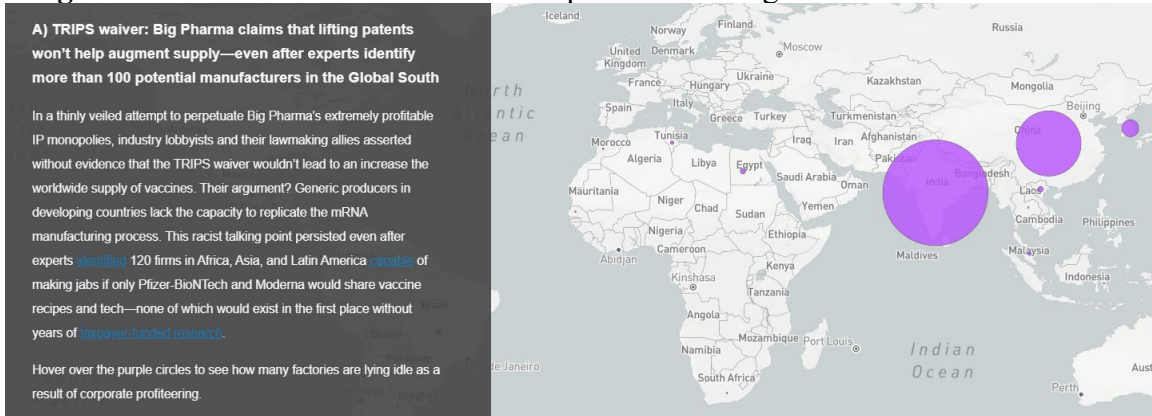 A) TRIPS waiver: Big Pharma claims that lifting patents
won’t help augment supply—even after experts identify
more than 100 potential manufacturers in the Global South
In a thinly veiled attempt to perpetuate Big Pharma’s extremely profitable
IP monopolies, industry lobbyists and their lawmaking allies asserted
without evidence that the TRIPS waiver wouldn’t lead to an increase the
worldwide supply of vaccines. Their argument? Generic producers in
developing countries lack the capacity to replicate the mRNA
manufacturing process. This racist talking point persisted even after
experts identified 120 firms in Africa, Asia, and Latin America capable of
making jabs if only Pfizer-BioNTech and Moderna would share vaccine
recipes and tech—none of which would exist in the first place without
years of taxpayer-funded research.
Hover over the purple circles to see how many factories are lying idle as a
result of corporate profiteering.
Iceland
Norway
Finland
Russia
United Kingdom
Denmark
Moscow
France
Hungary
Ukraine
Kazakhstan
Mongolia
North Atlantic Ocean
Spain
Italy
Greece
Turkey
Turkmenistan
Beijing
China
Morocco
Tunisia
Iraq
Iran
Afghanistan
Algeria
Libya
Egypt
Pakistan
Saudi Arabia
Oman
India
Bangladesh
Laos
Mauritania
Niger
Chad
Sudan
Yemen
Cambodia
Philippines
Nigeria
Ethiopia
Cameroon
Maldives
Malaysia
Abidjan
Kenya
Indonesia
Kinshasa
Tanzania
Brazil
Angola
Bolivia
Mozambique
Port Louis
Paraguay
de Janeiro
Namibia
Indian
Ocean
South Africa
Uruguay
Perth
Aust